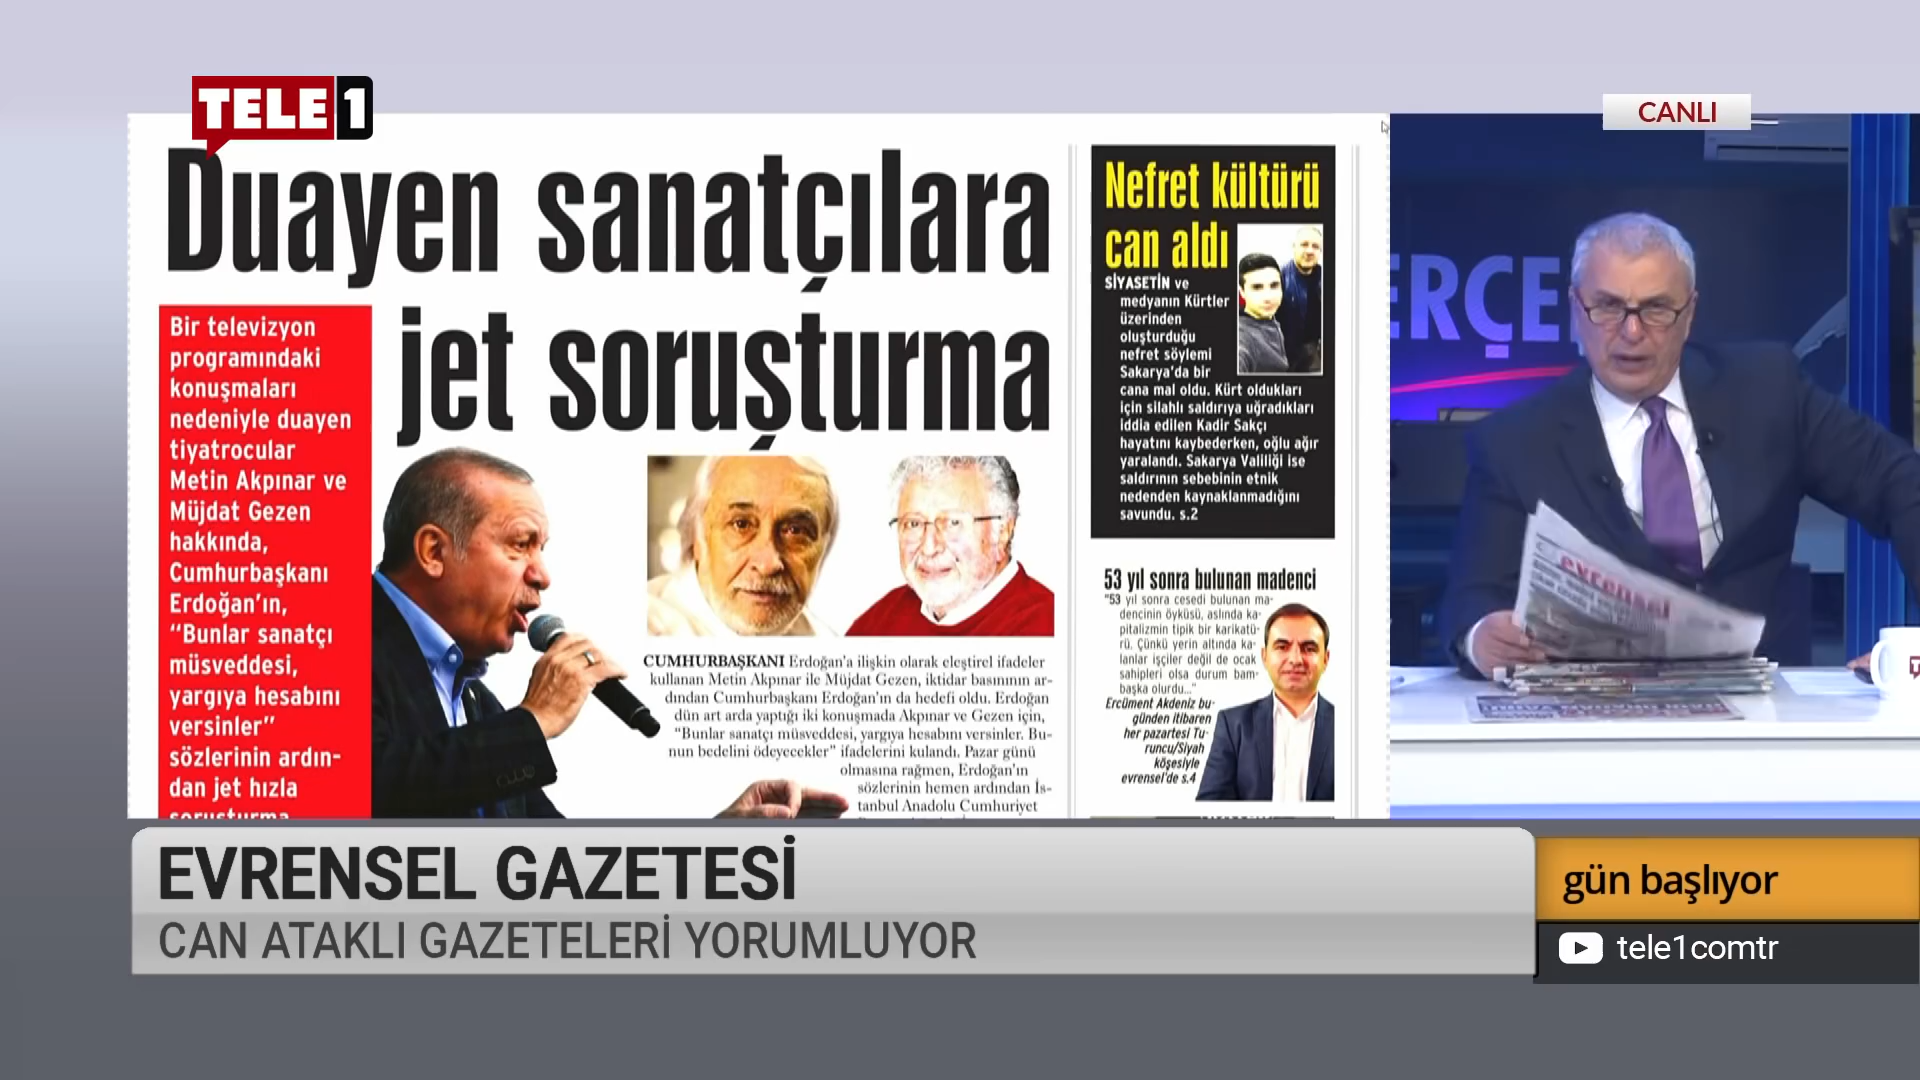 TELE 1
CANLI
Duayen sanatçılara
jet soruşturma
Bir televizyon
programındaki
konuşmaları
nedeniyle duayen
tiyatrocular
Metin Akpınar ve
Müjdat Gezen
hakkında,
Cumhurbaşkanı
Erdoğan'ın,
"Bunlar sanatçı
müsveddesi,
yargıya hesabını
versinler"
sözlerinin ardın-
dan jet hızla
soruşturma
CUMHURBAŞKANI Erdoğan'a ilişkin olarak eleştirel ifadeler
kullanan Metin Akpınar ile Müjdat Gezen, iktidar basınının ar-
dından Cumhurbaşkanı Erdoğan'ın da hedefi oldu. Erdoğan
dün art arda yaptığı iki konuşmada Akpınar ve Gezen için,
"Bunlar sanatçı müsveddesi, yargıya hesabını versinler. Bu-
nun bedelini ödeyecekler" ifadelerini kulandı. Pazar günü
olmasına rağmen, Erdoğan'ın
sözlerinin hemen ardından İs-
tanbul Anadolu Cumhuriyet
Nefret kültürü
can aldı
SİYASETİN ve
medyanın Kürtler
üzerinden
oluşturduğu
nefret söylemi
Sakarya'da bir
cana mal oldu. Kürt oldukları
için silahlı saldırıya uğradıkları
iddia edilen Kadir Sakçı
hayatını kaybederken, oğlu ağır
yaralandı. Sakarya Valiliği ise
saldırının sebebinin etnik
nedenden kaynaklanmadığını
savundu. s.2
53 yıl sonra bulunan madenci
"53 yıl sonra cesedi bulunan ma-
dencinin öyküsü, aslında ka-
pitalizmin tipik bir karikatü-
rü. Çünkü yerin altında ka-
lanlar işçiler değil de ocak
sahipleri olsa durum bam-
başka olurdu..."
Ercüment Akdeniz bu-
günden itibaren
her pazartesi Tu-
runcu/Siyah
köşesiyle
evrensel'de s.4
ERÇE
evrensel
EVRENSEL GAZETESİ
CAN ATAKLI GAZETELERİ YORUMLUYOR
gün başlıyor
tele1comtr